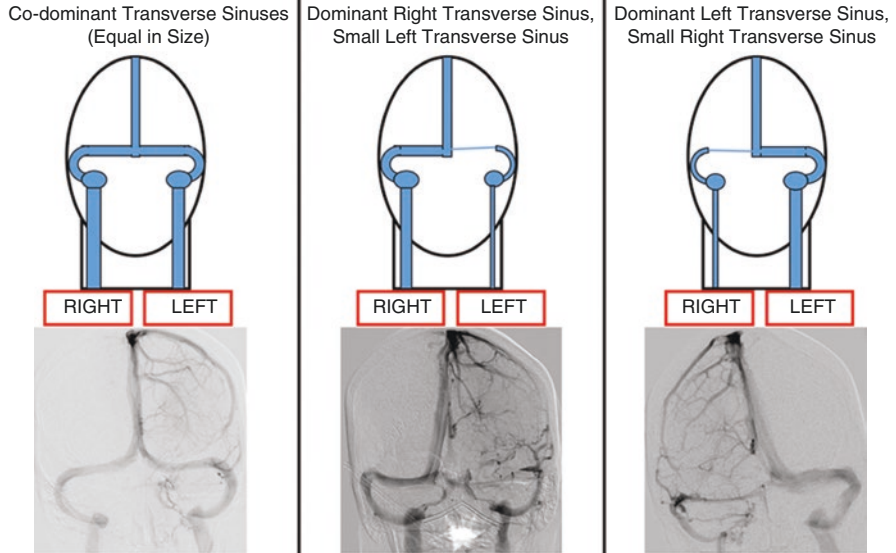 Co-dominant Transverse Sinuses
(Equal in Size)
RIGHT
LEFT
Dominant Right Transverse Sinus,
Small Left Transverse Sinus
RIGHT
LEFT
Dominant Left Transverse Sinus,
Small Right Transverse Sinus
RIGHT
LEFT